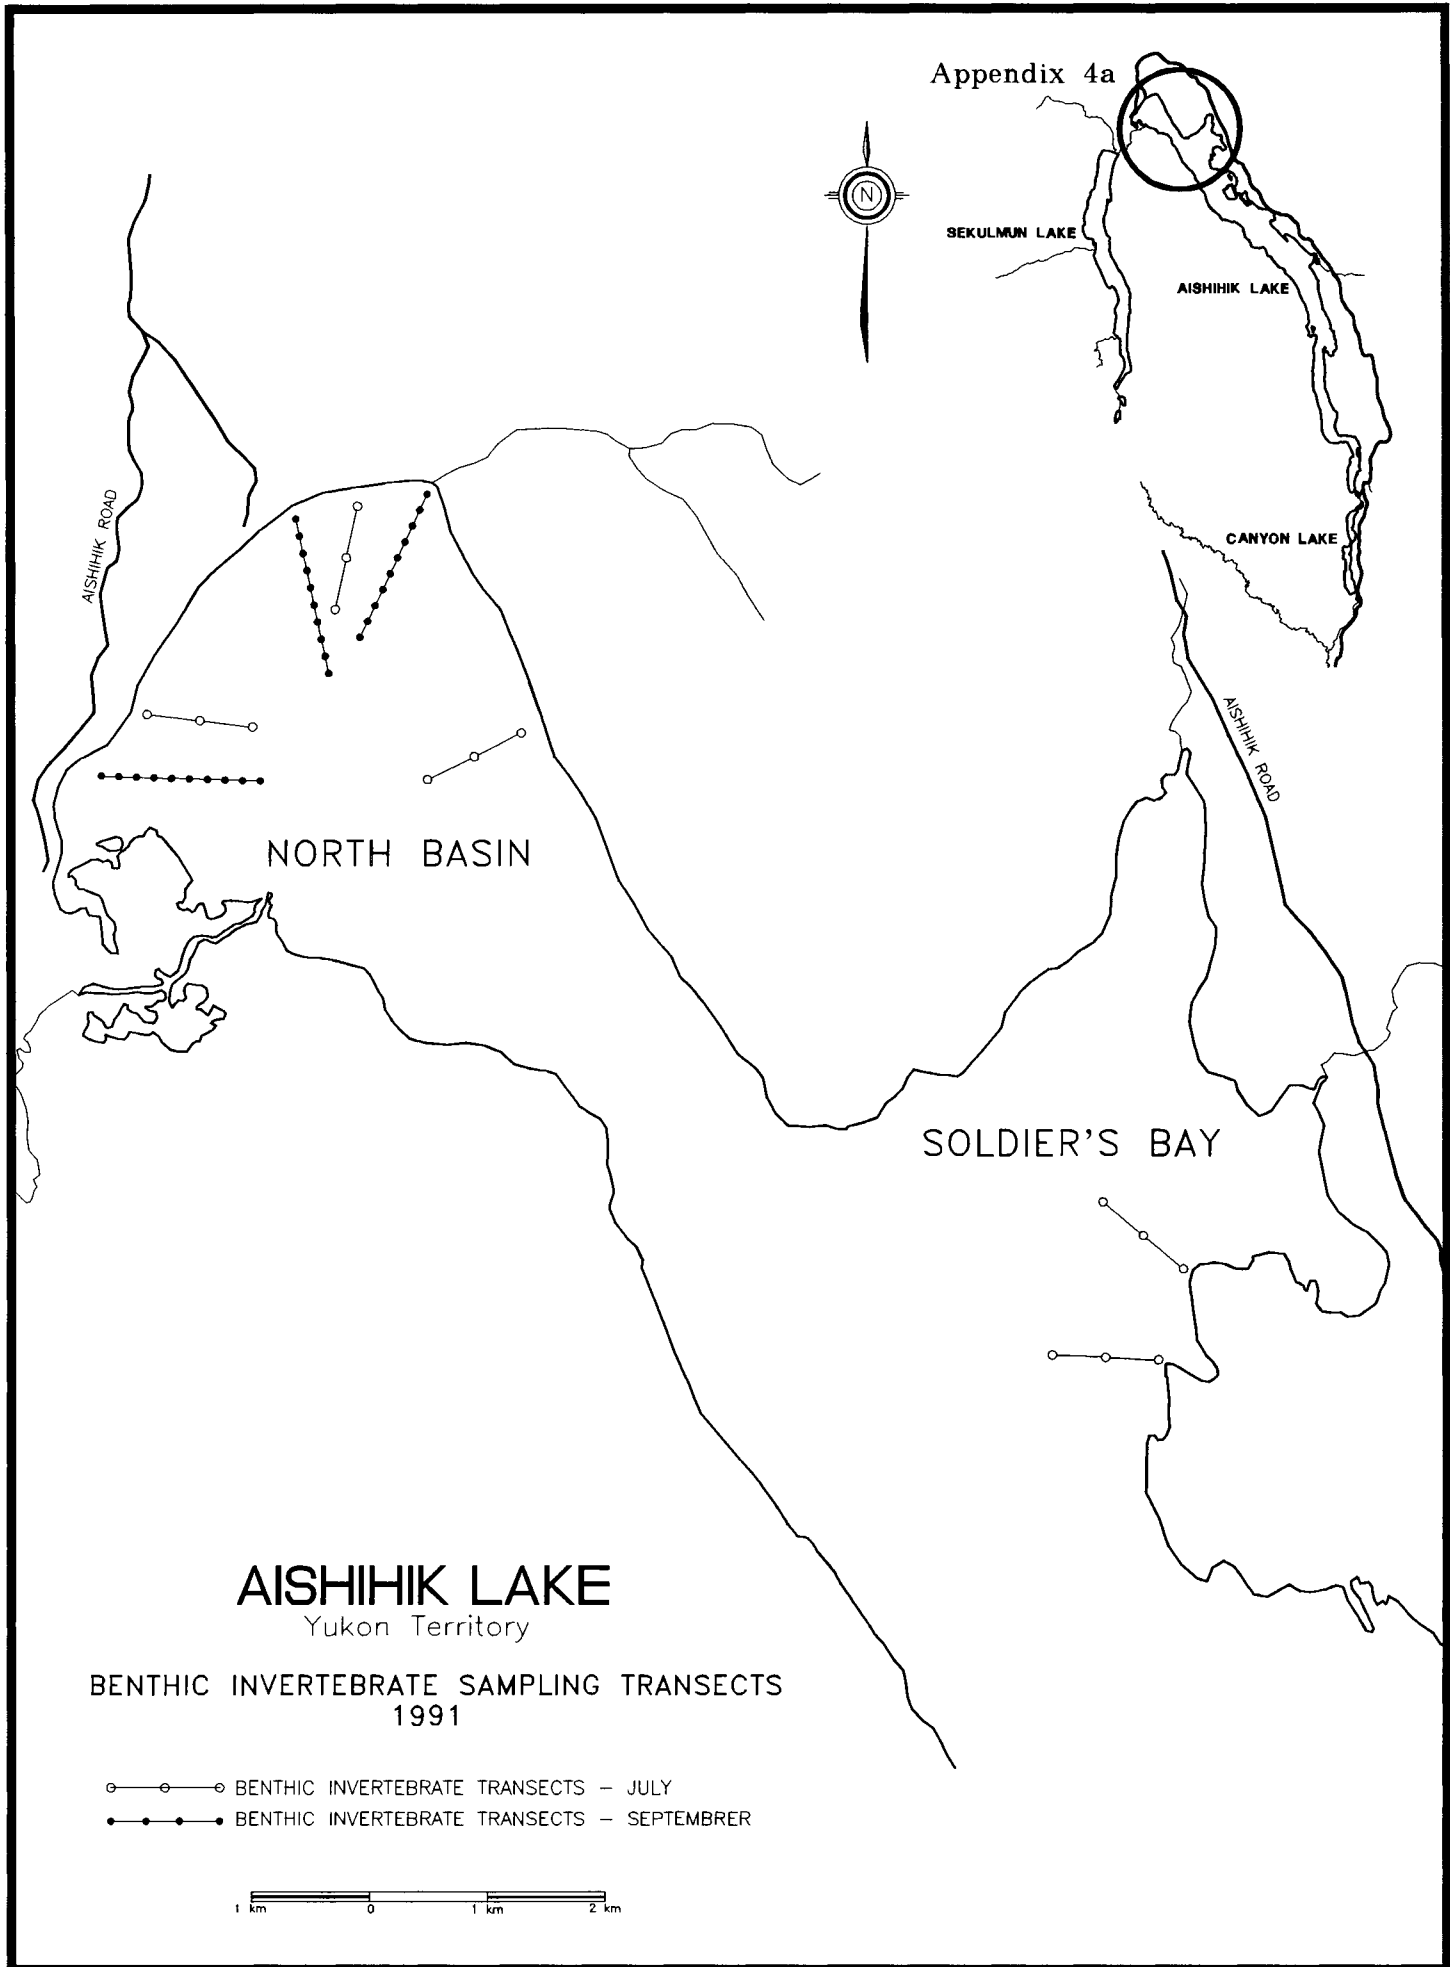 Appendix 4a
N
SEKULMUN LAKE
AISHIHIK LAKE
CANYON LAKE
AISHIHIK ROAD
AISHIHIK ROAD
NORTH BASIN
SOLDIER'S BAY
AISHIHIK LAKE
Yukon Territory
BENTHIC INVERTEBRATE SAMPLING TRANSECTS
1991
BENTHIC INVERTEBRATE TRANSECTS – JULY
BENTHIC INVERTEBRATE TRANSECTS – SEPTEMBRER
1 km 0 1 km 2 km